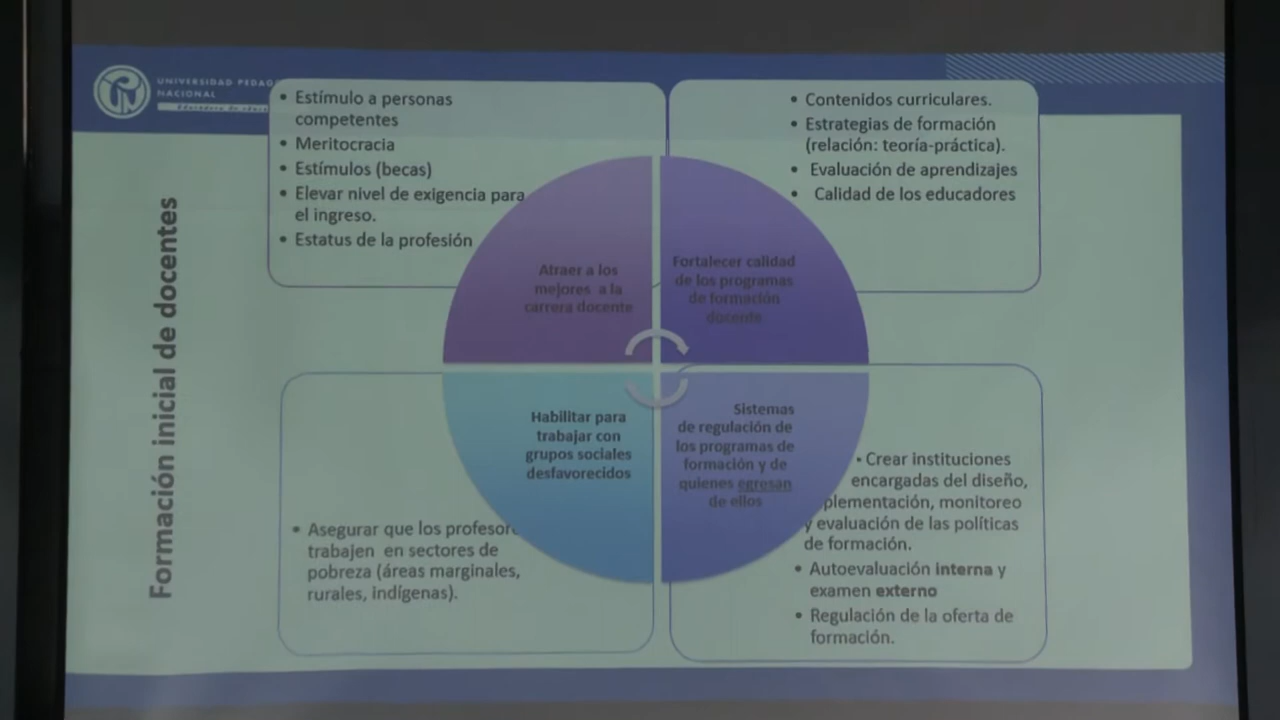 UNIVERSIDAD PEDAG
NACIONAL
Formación inicial de docentes
• Estímulo a personas
competentes
• Meritocracia
• Estímulos (becas)
• Elevar nivel de exigencia para
el ingreso.
• Estatus de la profesión
• Contenidos curriculares.
• Estrategias de formación
(relación: teoría-práctica).
• Evaluación de aprendizajes
• Calidad de los educadores
Atraer a los
mejores a la
carrera docente
Fortalecer calidad
de los programas
de formación
docente
Habilitar para
trabajar con
grupos sociales
desfavorecidos
Sistemas
de regulación de
los programas de
formación y de
quienes egresan
de ellos
• Asegurar que los profesor
trabajen en sectores de
pobreza (áreas marginales,
rurales, indígenas).
• Crear instituciones
encargadas del diseño,
plementación, monitoreo
y evaluación de las políticas
de formación.
• Autoevaluación interna y
examen externo
• Regulación de la oferta de
formación.